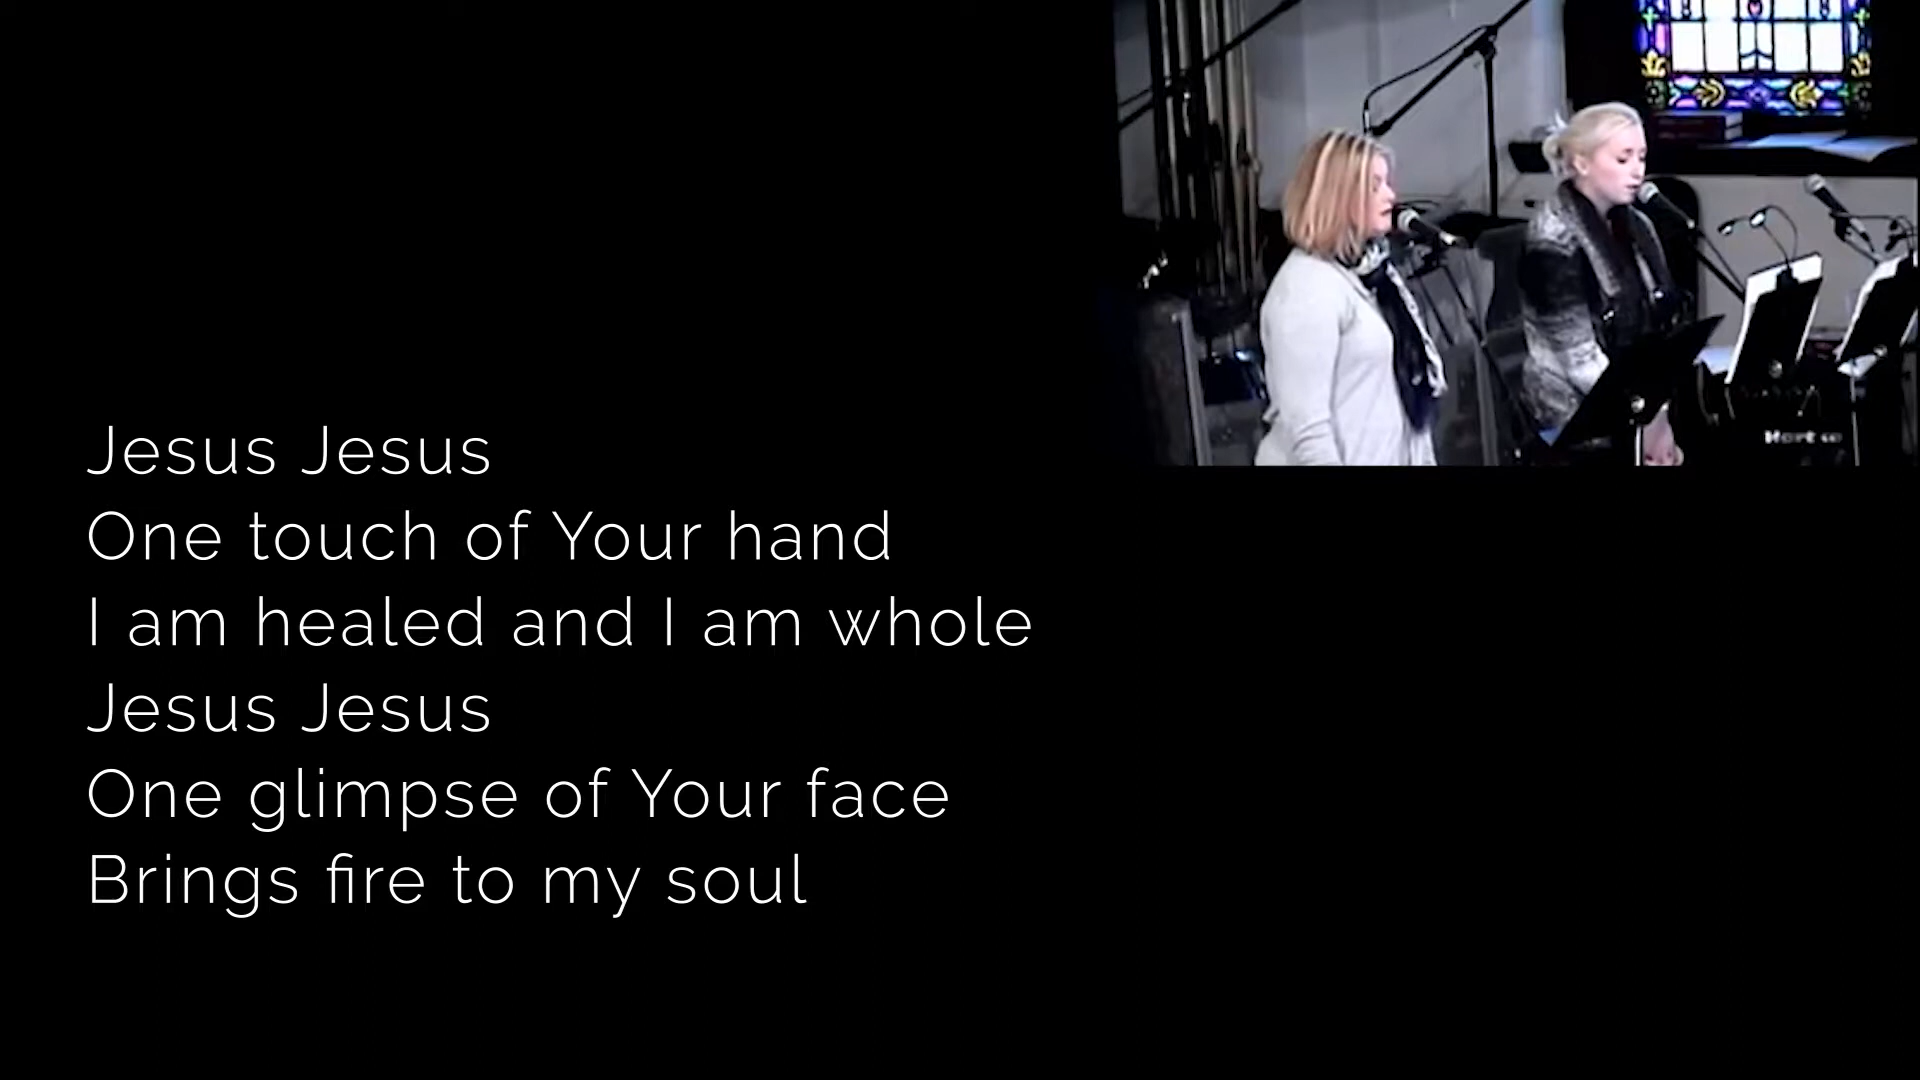 Jesus Jesus
One touch of Your hand
I am healed and I am whole
Jesus Jesus
One glimpse of Your face
Brings fire to my soul